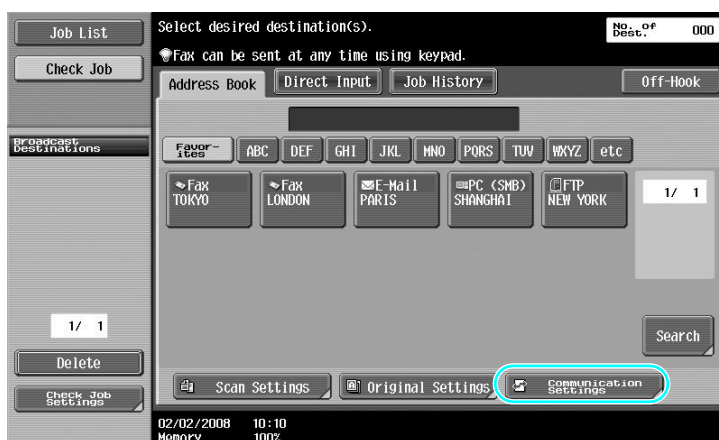 Job List
Check Job
Broadcast
Destinations
1/ 1
Delete
Check Job
Settings
Select desired destination(s).
Fax can be sent at any time using keypad.
No. of
Dest.
000
Address Book
Direct Input
Job History
Off-Hook
Favor-
ites
ABC
DEF
GHI
JKL
MNO
PQRS
TUV
WXYZ
etc
Fax
TOKYO
Fax
LONDON
E-Mail
PARIS
PC (SMB)
SHANGHAI
FTP
NEW YORK
1/ 1
Search
Scan Settings
Original Settings
Communication
Settings
02/02/2008 10:10
Memory 100%